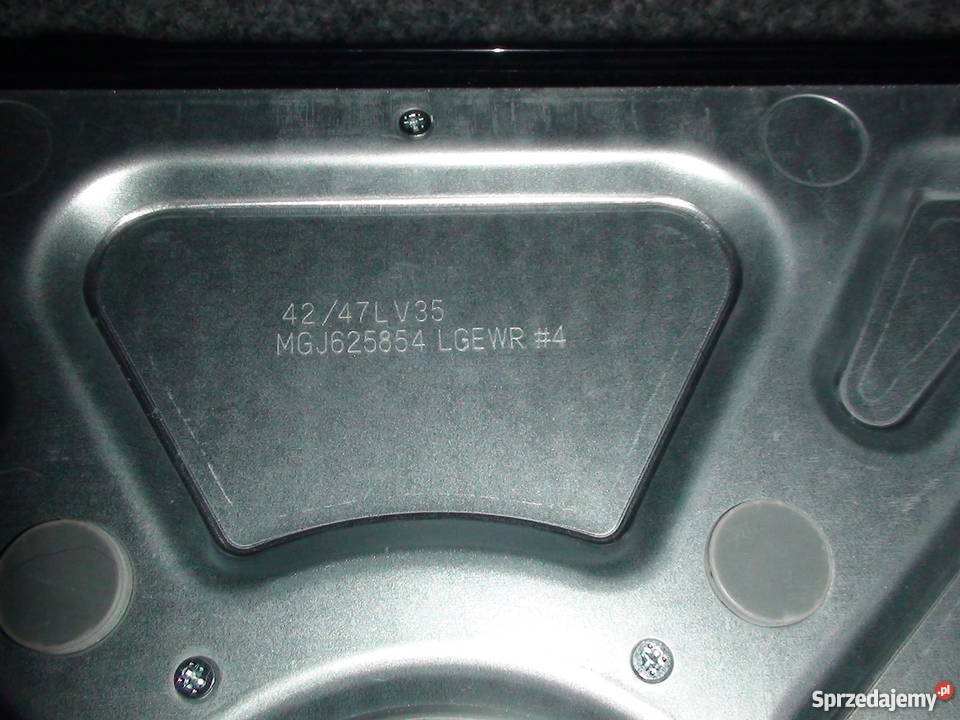 42/47LV35
MGJ625854 LGEWR #4
Sprzedajemy.pl